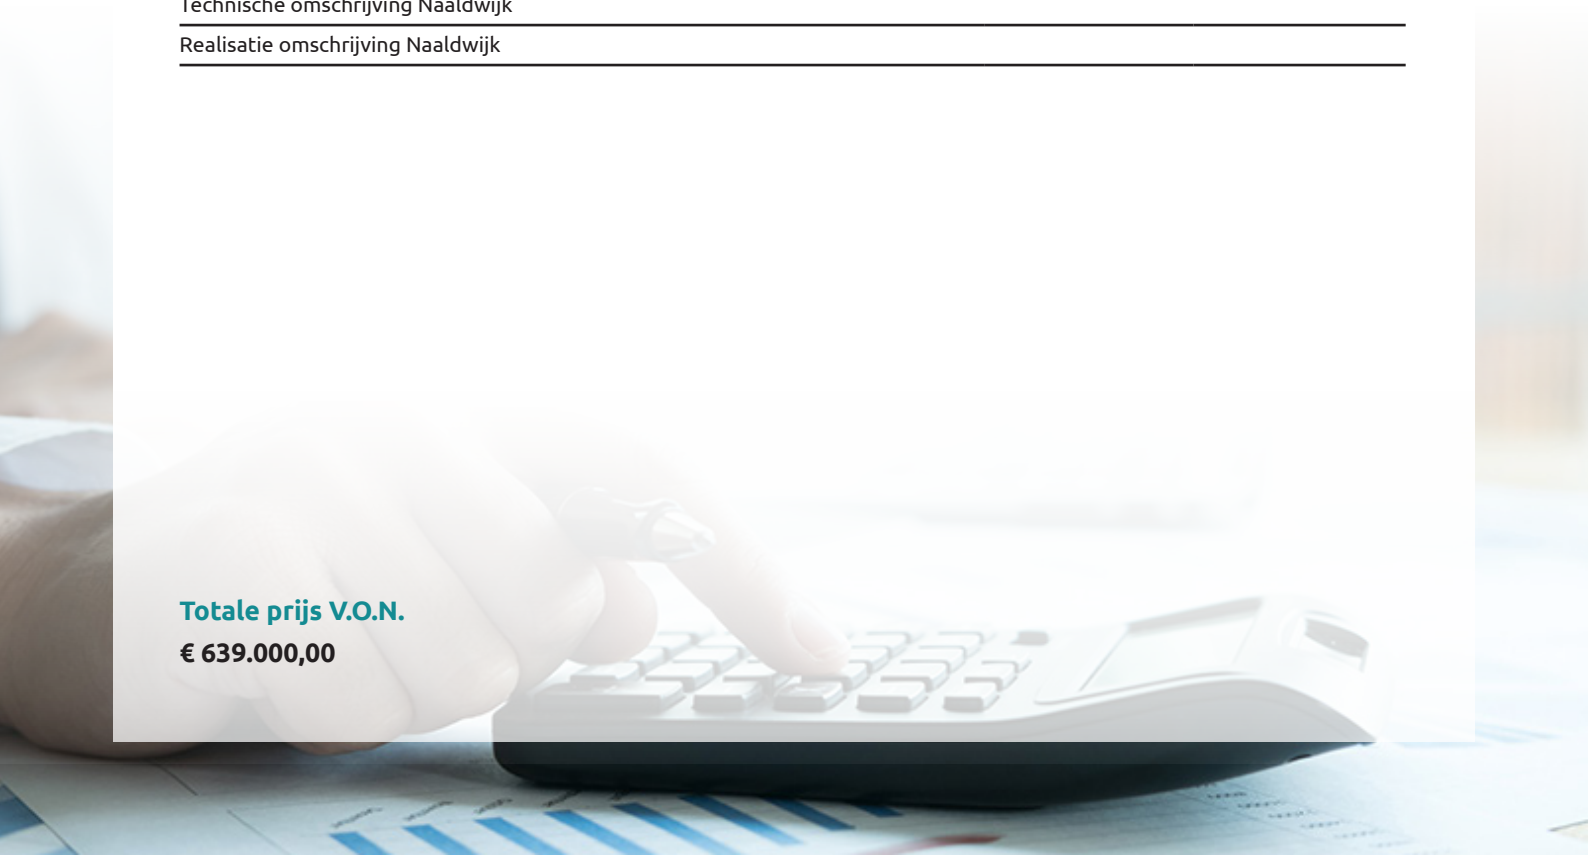 Technische omschrijving Naaldwijk
Realisatie omschrijving Naaldwijk
Totale prijs V.O.N.
€ 639.000,00